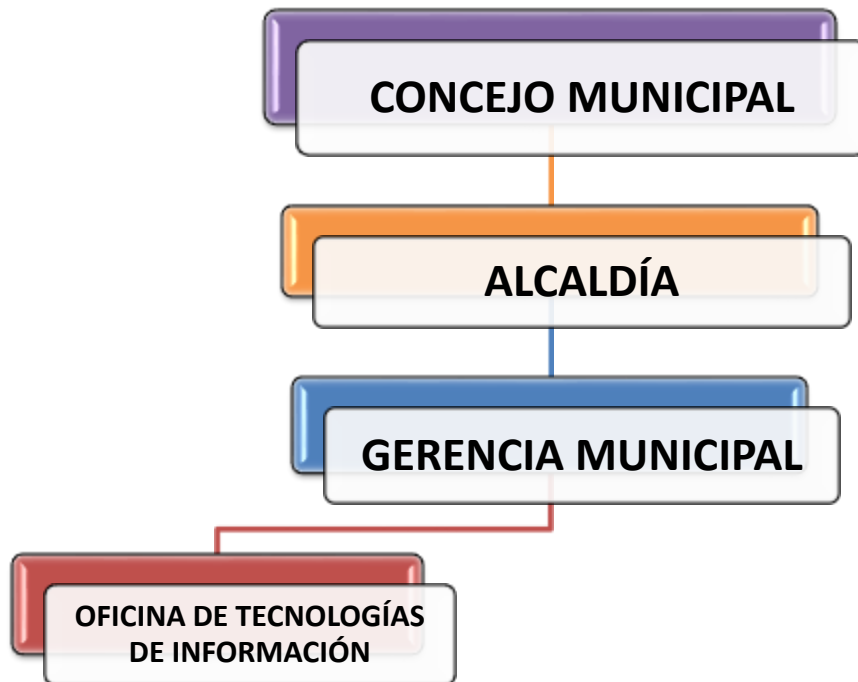 CONCEJO MUNICIPAL
ALCALDÍA
GERENCIA MUNICIPAL
OFICINA DE TECNOLOGÍAS
DE INFORMACIÓN